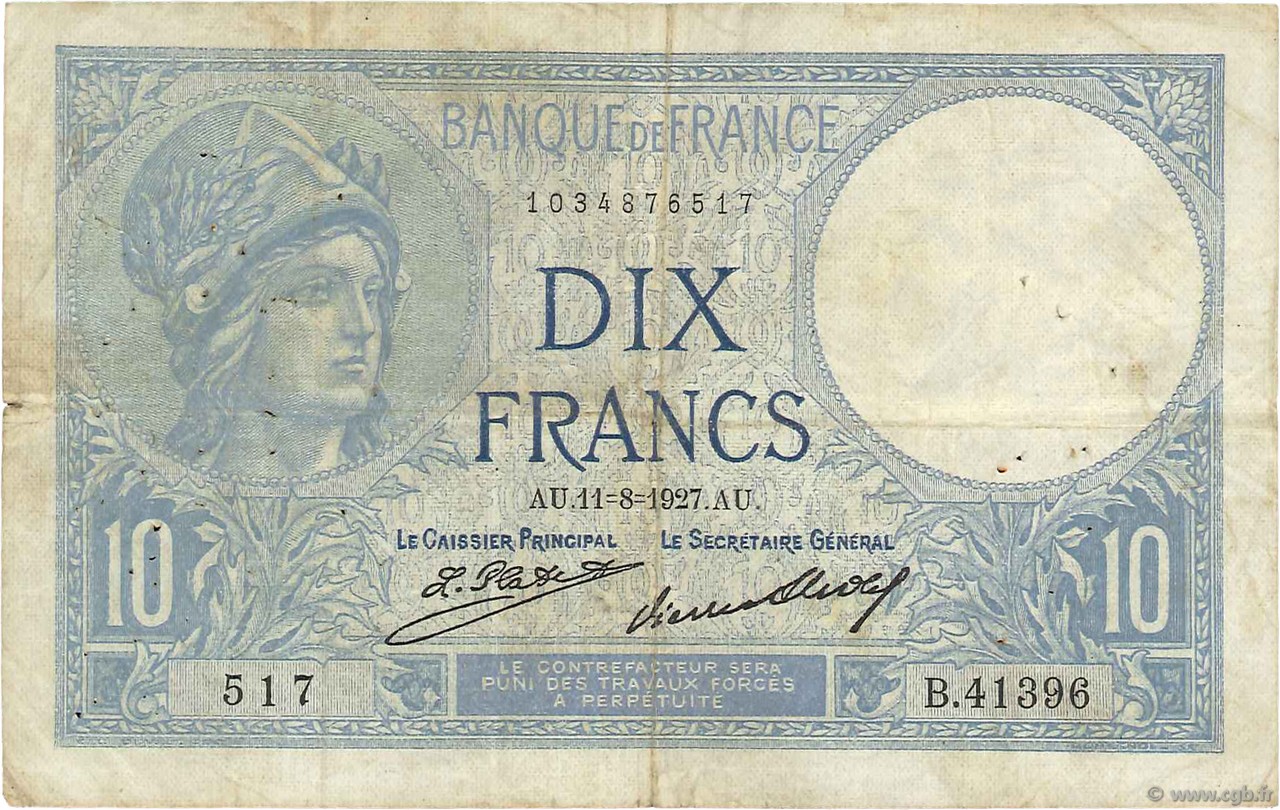 BANQUE DE FRANCE
1034876517
DIX
FRANCS
AU.11=8=1927.AU.
LE CAISSIER PRINCIPAL LE SECRÉTAIRE GÉNÉRAL
L. Platet
10 10
517 B.41396
LE CONTREFACTEUR SERA
PUNI DES TRAVAUX FORCÉS
À PERPÉTUITÉ
© www.cgb.fr